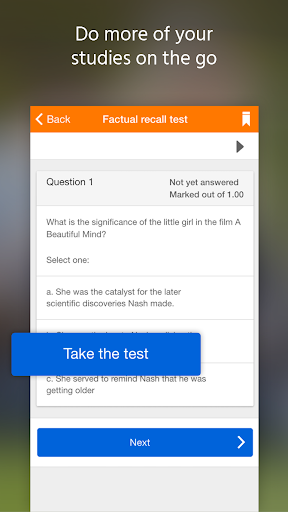 Do more of your
studies on the go
Back
Factual recall test
Question 1
Not yet answered
Marked out of 1.00
What is the significance of the little girl in the film A
Beautiful Mind?
Select one:
a. She was the catalyst for the later
scientific discoveries Nash made.
Take the test
c. She served to remind Nash that he was
getting older
Next